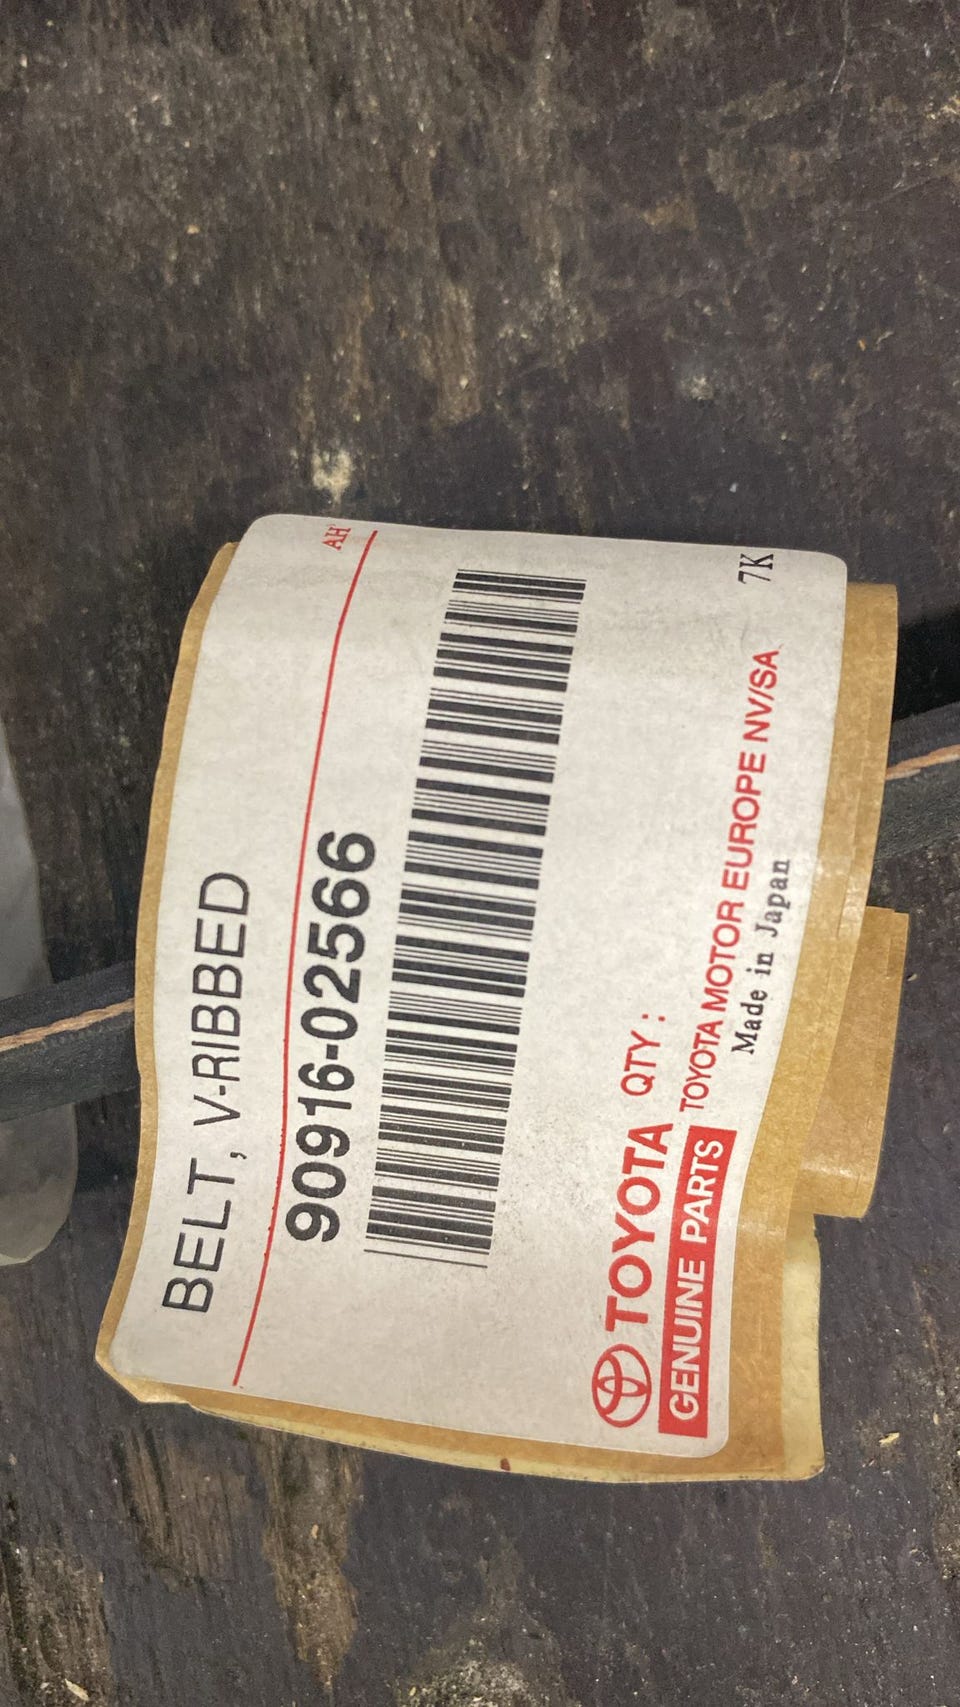 BELT, V-RIBBED
AH
90916-02566
TOYOTA QTY :
GENUINE PARTS TOYOTA MOTOR EUROPE NV/SA
Made in Japan
7K